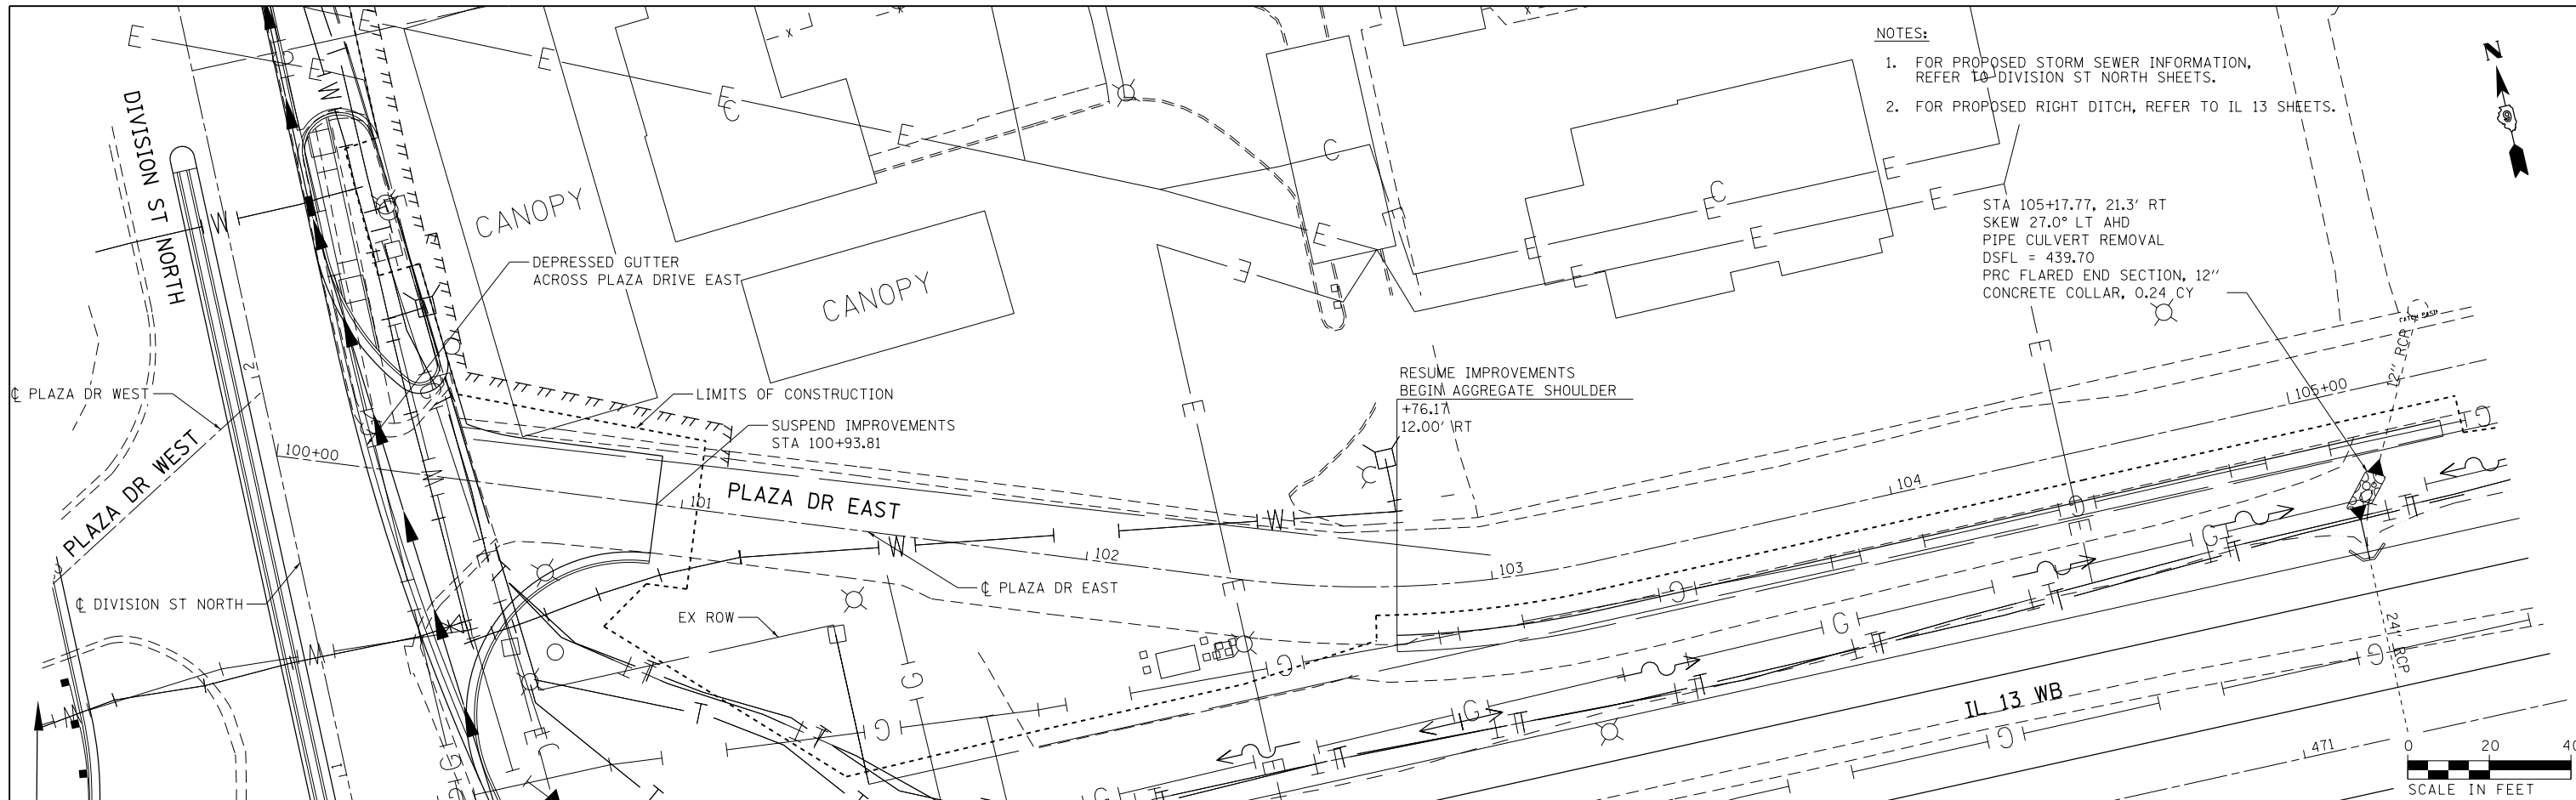 NOTES:
1. FOR PROPOSED STORM SEWER INFORMATION,
REFER TO DIVISION ST NORTH SHEETS.
2. FOR PROPOSED RIGHT DITCH, REFER TO IL 13 SHEETS.
N
DIVISION ST NORTH
CANOPY
CANOPY
DEPRESSED GUTTER
ACROSS PLAZA DRIVE EAST
STA 105+17.77, 21.3' RT
SKEW 27.0° LT AHD
PIPE CULVERT REMOVAL
DSFL = 439.70
PRC FLARED END SECTION, 12"
CONCRETE COLLAR, 0.24 CY
CATCH BASIN
12" RCP
℄ PLAZA DR WEST
PLAZA DR WEST
LIMITS OF CONSTRUCTION
SUSPEND IMPROVEMENTS
STA 100+93.81
RESUME IMPROVEMENTS
BEGIN AGGREGATE SHOULDER
+76.17
12.00' RT
2
100+00
101
PLAZA DR EAST
102
103
104
105+00
℄ PLAZA DR EAST
℄ DIVISION ST NORTH
EX ROW
1
24" RCP
IL 13 WB
471
0 20 40
SCALE IN FEET
E E E E E E E E E E E E E E E E E E E
C C C
W W W W W W
G G G G G G G G G G
T T T T